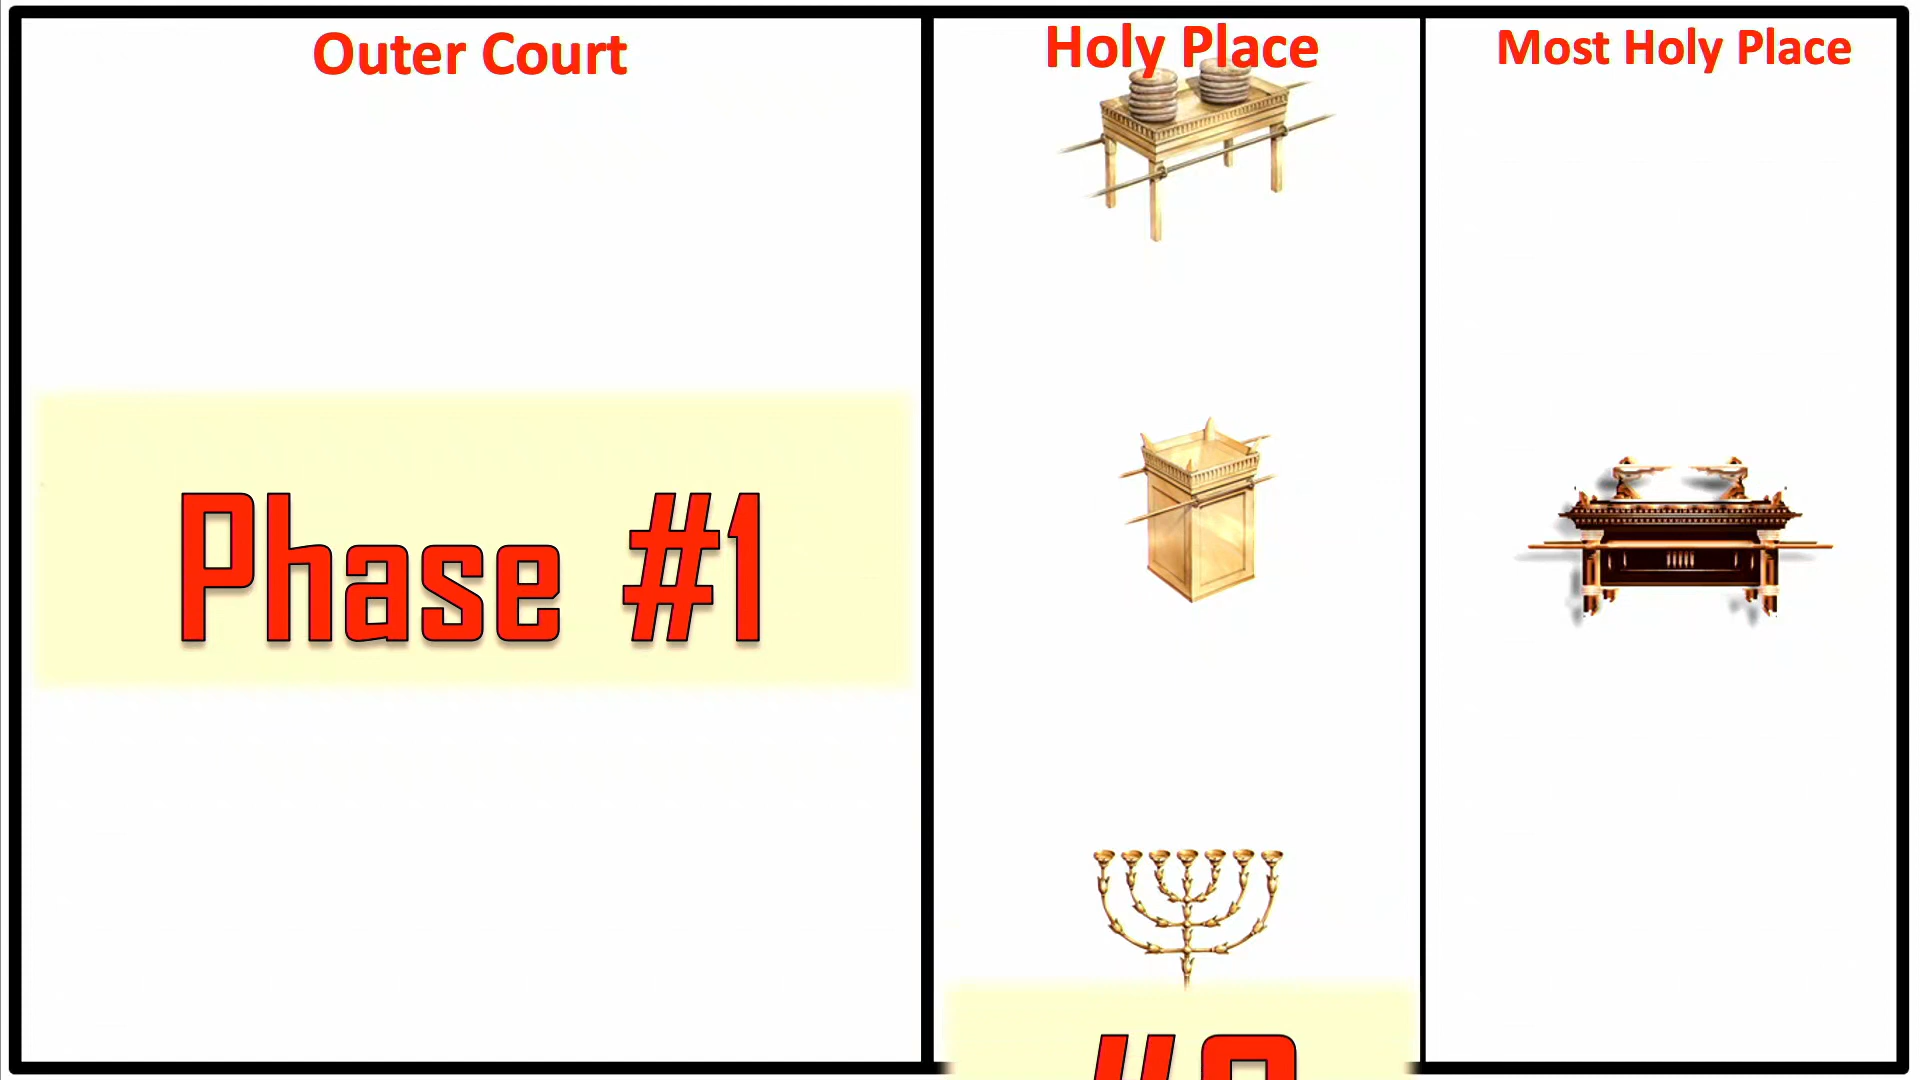 Outer Court
Holy Place
Most Holy Place
Phase #1